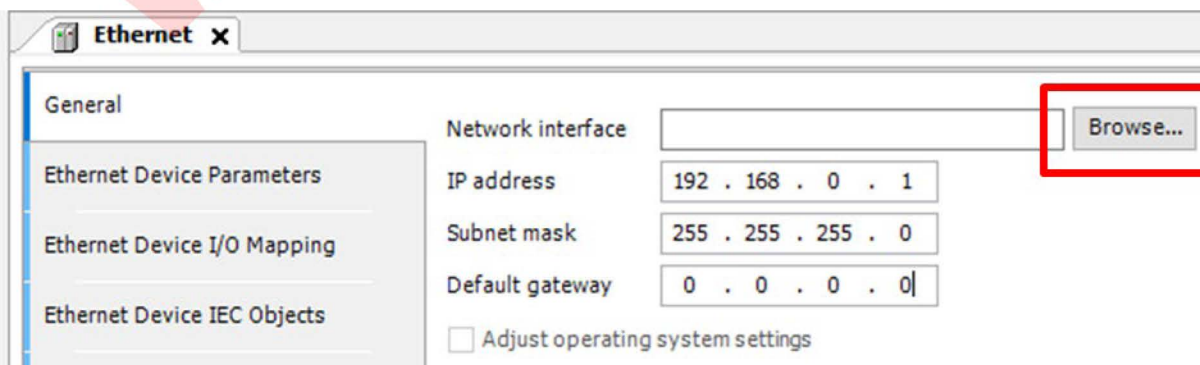 Ethernet x
General
Ethernet Device Parameters
Ethernet Device I/O Mapping
Ethernet Device IEC Objects
Network interface Browse...
IP address 192 . 168 . 0 . 1
Subnet mask 255 . 255 . 255 . 0
Default gateway 0 . 0 . 0 . 0
Adjust operating system settings